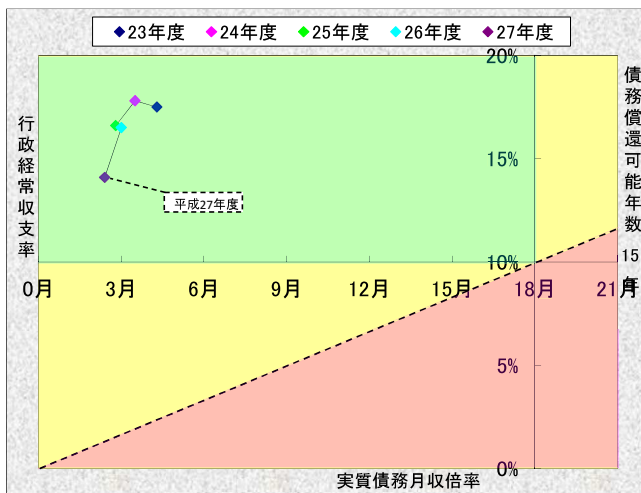 23年度 24年度 25年度 26年度 27年度
行政経常収支率
債務償還可能年数 15年
20%
15%
平成27年度
10%
0月 3月 6月 9月 12月 15月 18月 21月
5%
0%
実質債務月収倍率